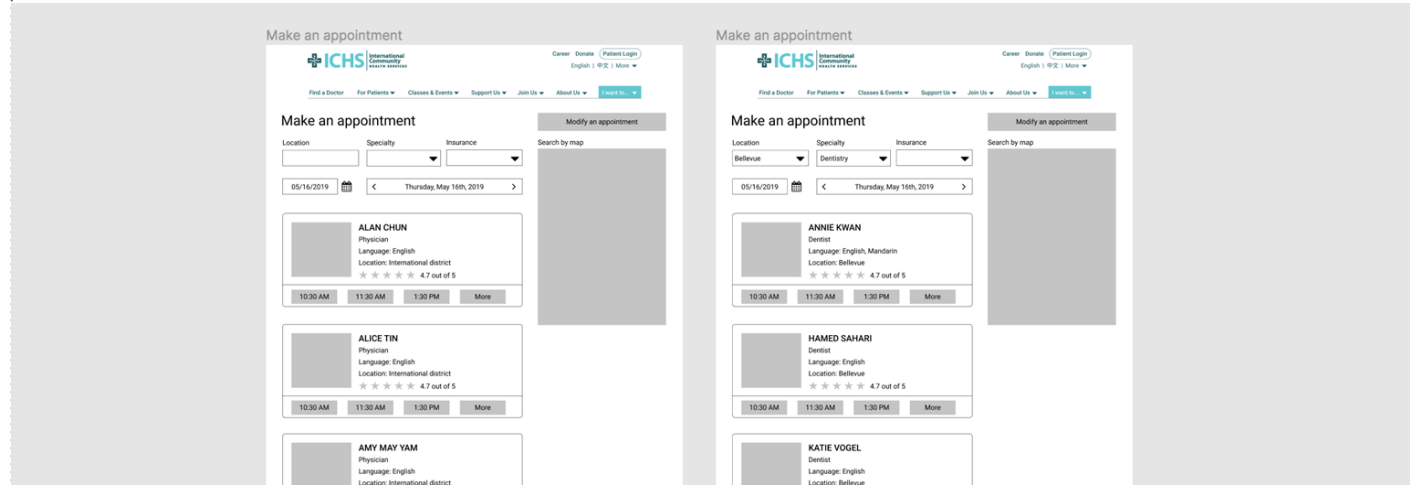 Make an appointment
ICHS International Community HEALTH SERVICES
Career Donate Patient Login
English | 中文 | More
Find a Doctor For Patients Classes & Events Support Us Join Us About Us I want to...
Make an appointment
Modify an appointment
Location Specialty Insurance
Search by map
05/16/2019
< Thursday, May 16th, 2019 >
ALAN CHUN
Physician
Language: English
Location: International district
4.7 out of 5
10:30 AM 11:30 AM 1:30 PM More
ALICE TIN
Physician
Language: English
Location: International district
4.7 out of 5
10:30 AM 11:30 AM 1:30 PM More
AMY MAY YAM
Physician
Language: English
Location: International district
Make an appointment
ICHS International Community HEALTH SERVICES
Career Donate Patient Login
English | 中文 | More
Find a Doctor For Patients Classes & Events Support Us Join Us About Us I want to...
Make an appointment
Modify an appointment
Location Specialty Insurance
Search by map
Bellevue Dentistry
05/16/2019
< Thursday, May 16th, 2019 >
ANNIE KWAN
Dentist
Language: English, Mandarin
Location: Bellevue
4.7 out of 5
10:30 AM 11:30 AM 1:30 PM More
HAMED SAHARI
Dentist
Language: English
Location: Bellevue
4.7 out of 5
10:30 AM 11:30 AM 1:30 PM More
KATIE VOGEL
Dentist
Language: English
Location: Bellevue